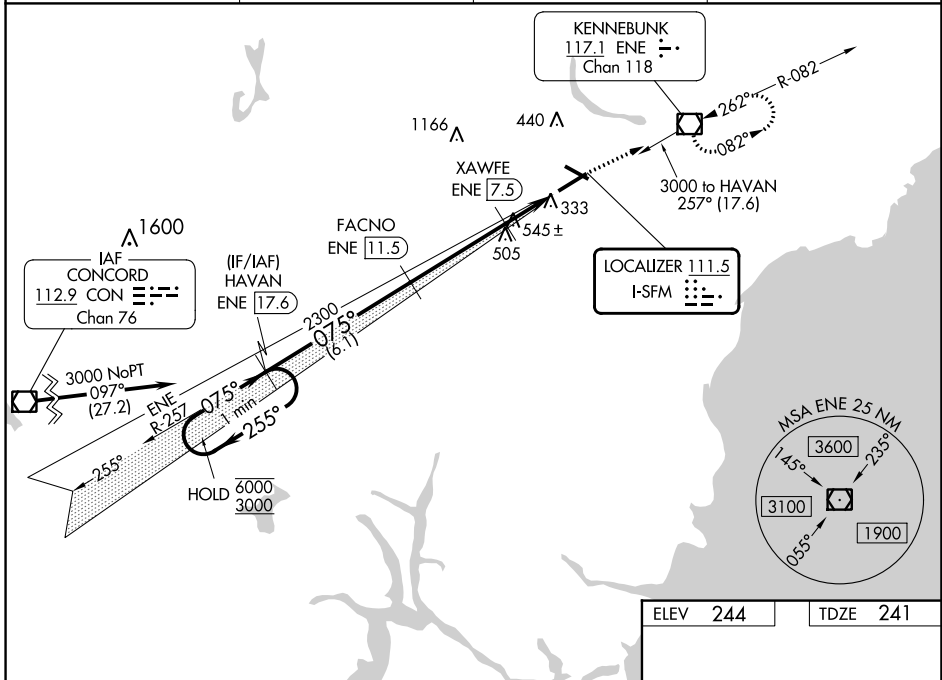 KENNEBUNK
117.1 ENE
Chan 118
R-082
262°
082°
1166
440
XAWFE
ENE 7.5
3000 to HAVAN
257° (17.6)
333
545 ±
505
FACNO
ENE 11.5
1600
IAF
CONCORD
112.9 CON
Chan 76
(IF/IAF)
HAVAN
ENE 17.6
LOCALIZER 111.5
I-SFM
2300
075°
(6.1)
3000 NoPT
097°
(27.2)
ENE
R-257
075°
1 min
255°
255°
HOLD 6000
3000
MSA ENE 25 NM
145°
3600
235°
3100
1900
055°
ELEV 244
TDZE 241